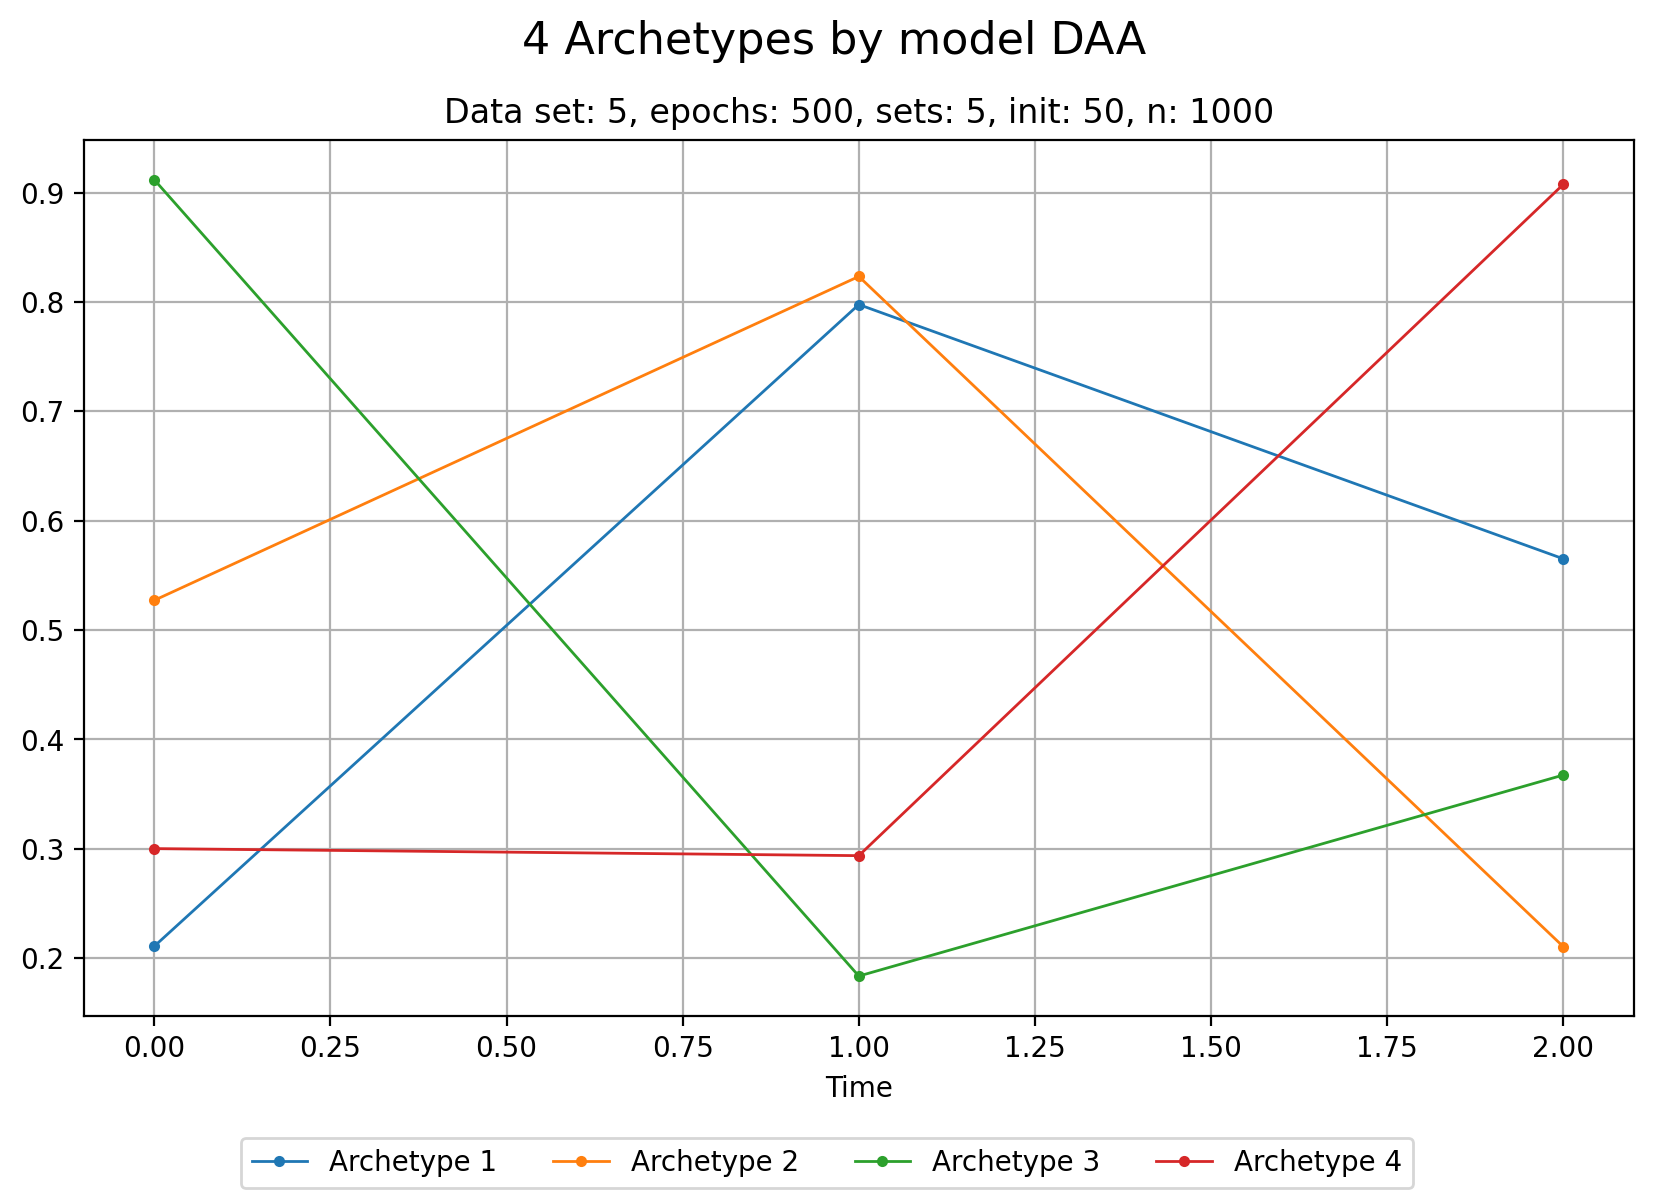 4 Archetypes by model DAA
Data set: 5, epochs: 500, sets: 5, init: 50, n: 1000
0.9
0.8
0.7
0.6
0.5
0.4
0.3
0.2
0.00 0.25 0.50 0.75 1.00 1.25 1.50 1.75 2.00
Time
Archetype 1 Archetype 2 Archetype 3 Archetype 4